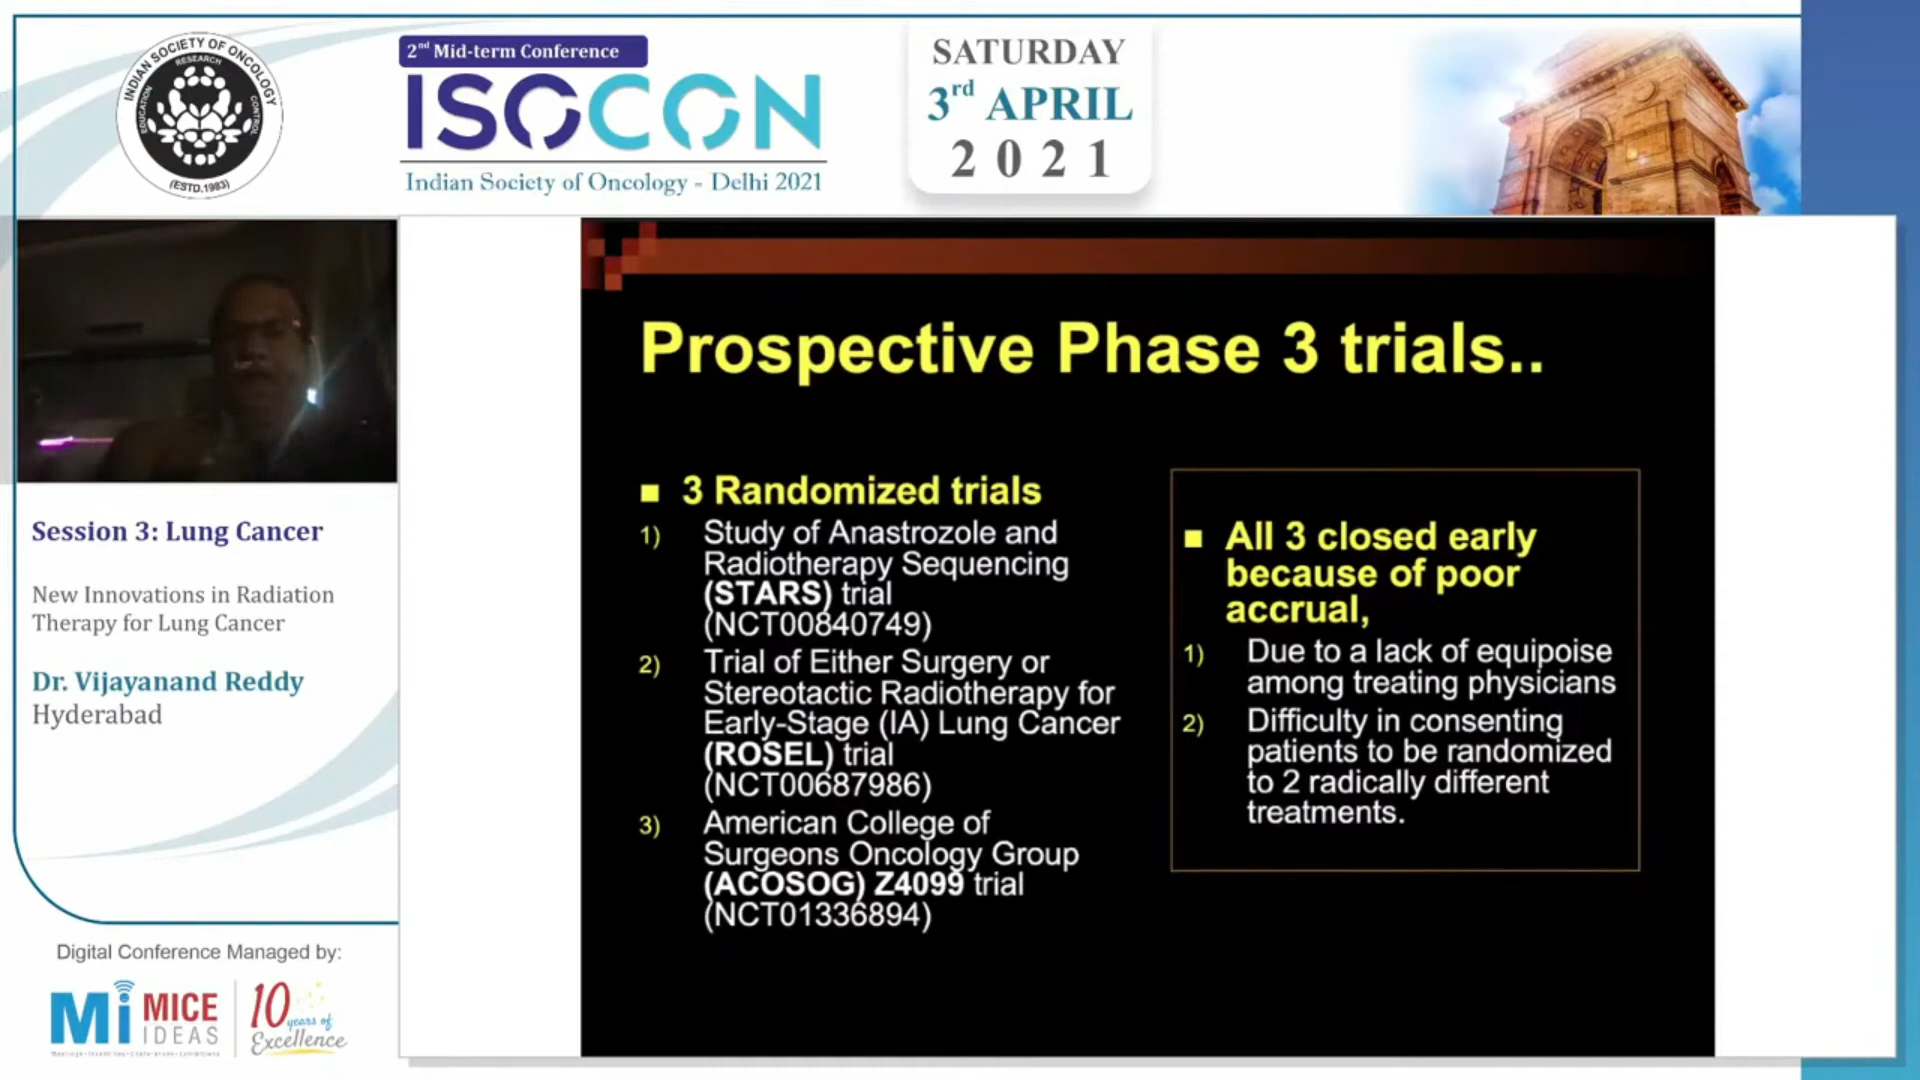 INDIAN SOCIETY OF ONCOLOGY
RESEARCH
EDUCATION
CONTROL
(ESTD.1983)
2nd Mid-term Conference
ISOCON
Indian Society of Oncology - Delhi 2021
SATURDAY
3rd APRIL
2021
Session 3: Lung Cancer
New Innovations in Radiation
Therapy for Lung Cancer
Dr. Vijayanand Reddy
Hyderabad
Digital Conference Managed by:
Mi MICE
IDEAS
10
years of
Excellence
Prospective Phase 3 trials..
■ 3 Randomized trials
1) Study of Anastrozole and
Radiotherapy Sequencing
(STARS) trial
(NCT00840749)
2) Trial of Either Surgery or
Stereotactic Radiotherapy for
Early-Stage (IA) Lung Cancer
(ROSEL) trial
(NCT00687986)
3) American College of
Surgeons Oncology Group
(ACOSOG) Z4099 trial
(NCT01336894)
■ All 3 closed early
because of poor
accrual,
1) Due to a lack of equipoise
among treating physicians
2) Difficulty in consenting
patients to be randomized
to 2 radically different
treatments.